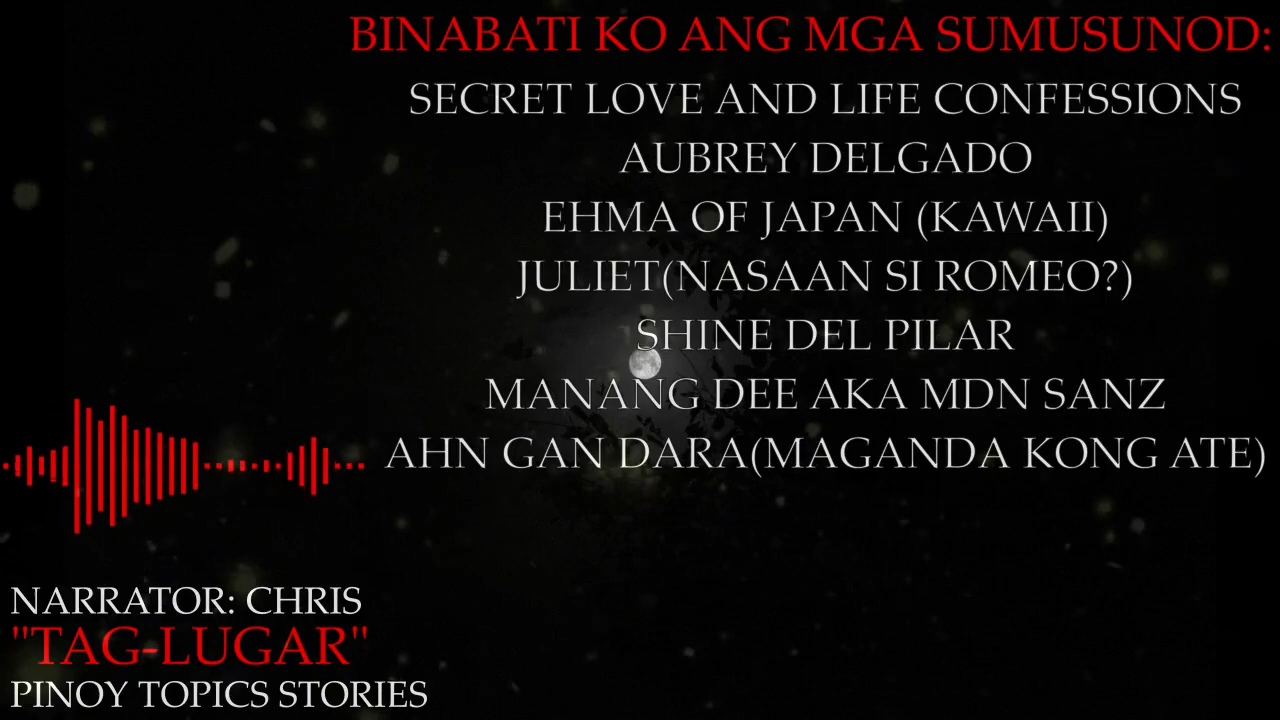 BINABATI KO ANG MGA SUMUSUNOD:
SECRET LOVE AND LIFE CONFESSIONS
AUBREY DELGADO
EHMA OF JAPAN (KAWAII)
JULIET(NASAAN SI ROMEO?)
SHINE DEL PILAR
MANANG DEE AKA MDN SANZ
AHN GAN DARA(MAGANDA KONG ATE)
NARRATOR: CHRIS
"TAG-LUGAR"
PINOY TOPICS STORIES